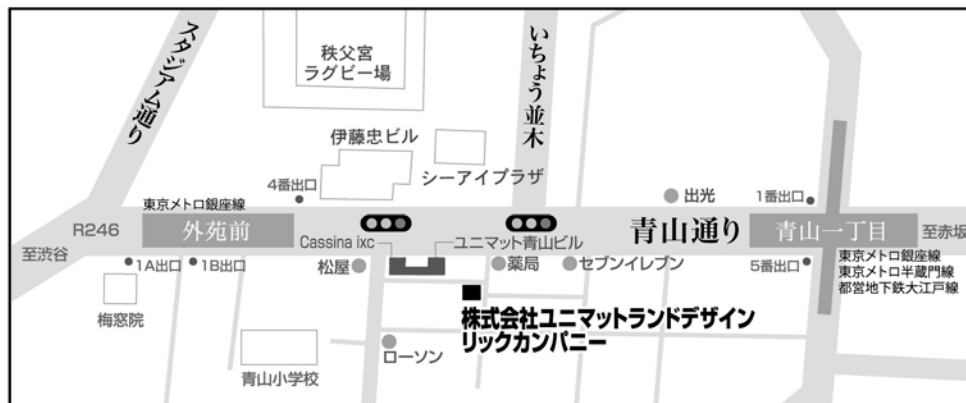 スタジアム通り
秩父宮
ラグビー場
いちょう並木
伊藤忠ビル
シーアイプラザ
4番出口
出光
1番出口
東京メトロ銀座線
R246
外苑前
青山通り
青山一丁目
至赤坂
至渋谷
Cassina ixc
ユニマット青山ビル
1A出口
1B出口
松屋
薬局
セブンイレブン
5番出口
東京メトロ銀座線
東京メトロ半蔵門線
都営地下鉄大江戸線
梅窓院
株式会社ユニマットランドデザイン
リックカンパニー
ローソン
青山小学校